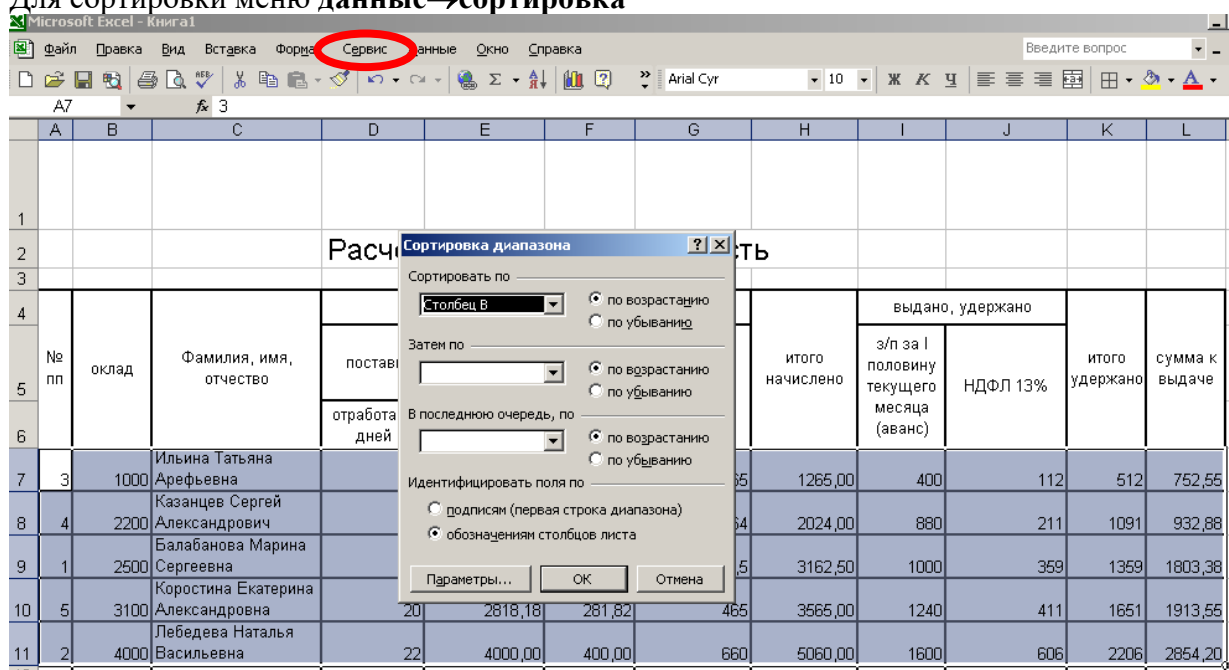 Для сортировки меню данные→сортировка
Microsoft Excel - Книга1
Файл Правка Вид Вставка Форма Сервис анные Окно Справка Введите вопрос
Arial Cyr 10 Ж К Ч
A7 fx 3
A B C D E F G H I J K L
1
2 Расч ть
3
4 выдано, удержано
5 № пп оклад Фамилия, имя, отчество постав итого начислено з/п за I половину текущего месяца (аванс) НДФЛ 13% итого удержано сумма к выдаче
6 отработа дней
Сортировка диапазона
Сортировать по
Столбец B
по возрастанию
по убыванию
Затем по
по возрастанию
по убыванию
В последнюю очередь, по
по возрастанию
по убыванию
Идентифицировать поля по
подписям (первая строка диапазона)
обозначениям столбцов листа
Параметры... ОК Отмена
7 3 1000 Ильина Татьяна Арефьевна 65 1265,00 400 112 512 752,55
8 4 2200 Казанцев Сергей Александрович 64 2024,00 880 211 1091 932,88
9 1 2500 Балабанова Марина Сергеевна ,5 3162,50 1000 359 1359 1803,38
10 5 3100 Коростина Екатерина Александровна 20 2818,18 281,82 465 3565,00 1240 411 1651 1913,55
11 2 4000 Лебедева Наталья Васильевна 22 4000,00 400,00 660 5060,00 1600 606 2206 2854,20